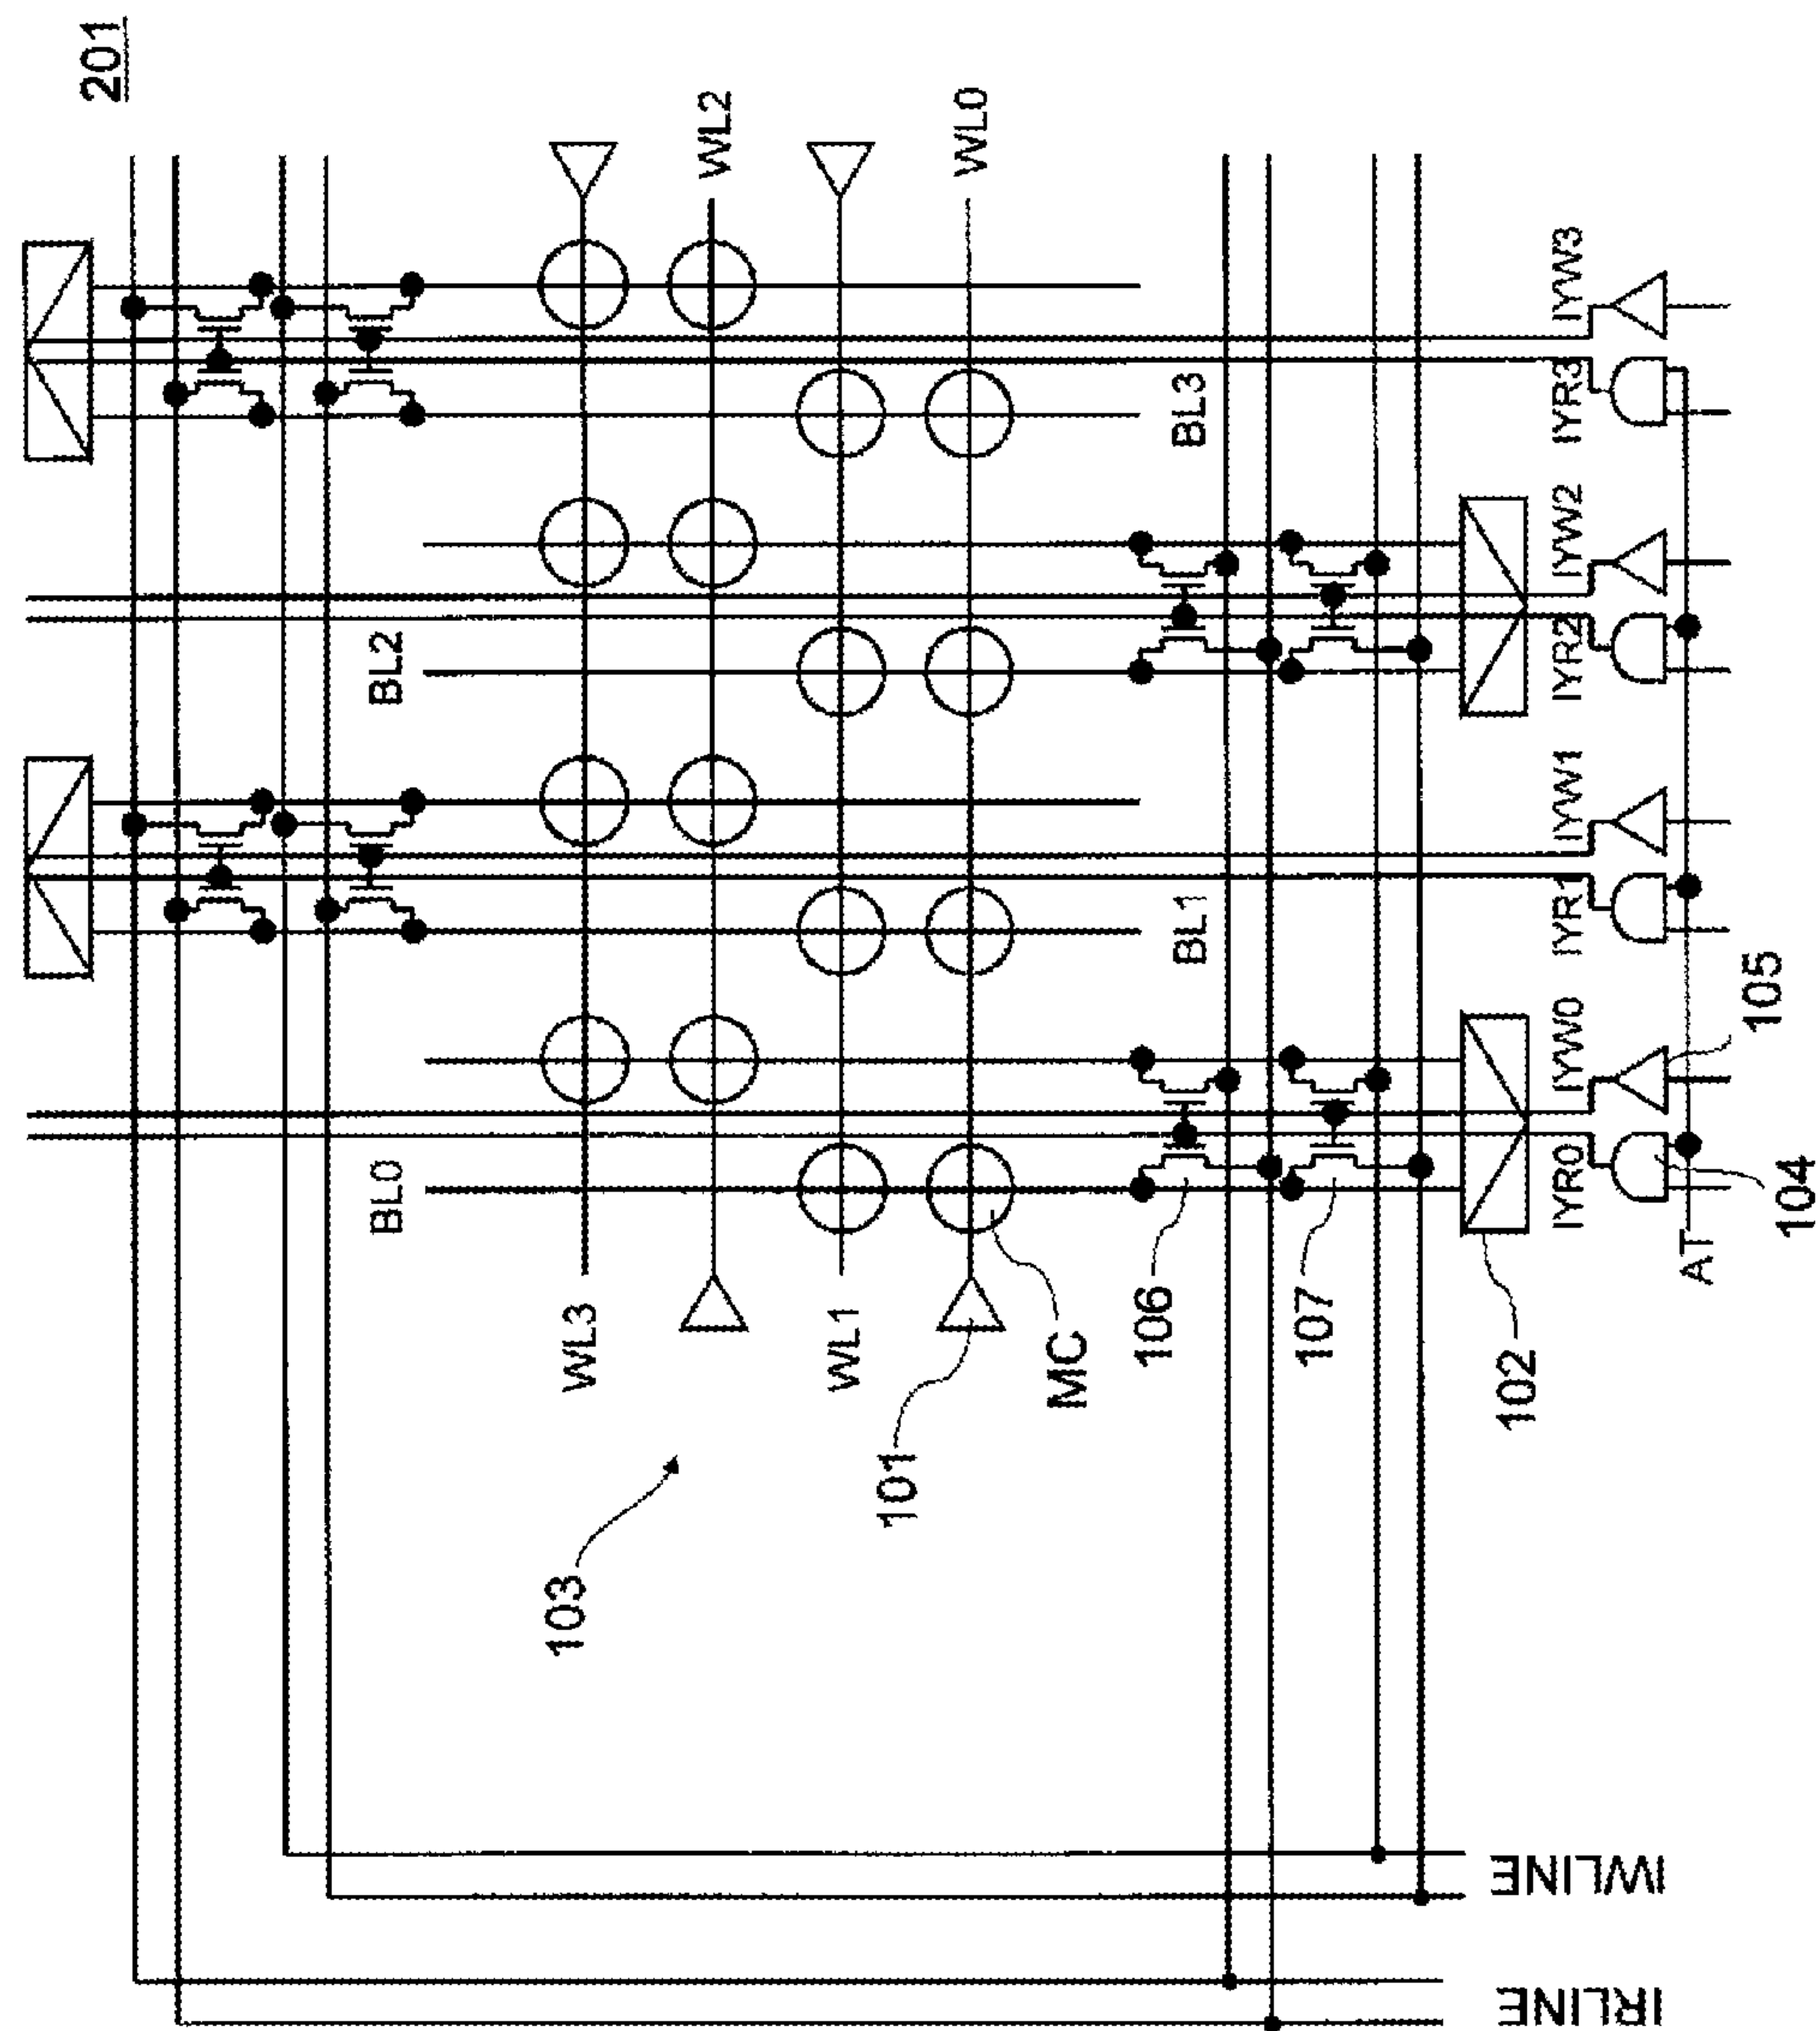 201
WL2
WL0
WL3
WL1
BL0
BL1
BL2
BL3
103
101
MC
106
107
102
IYR0
IYW0
IYR1
IYW1
IYR2
IYW2
IYR3
IYW3
AT
104
105
IWLINE
IRLINE